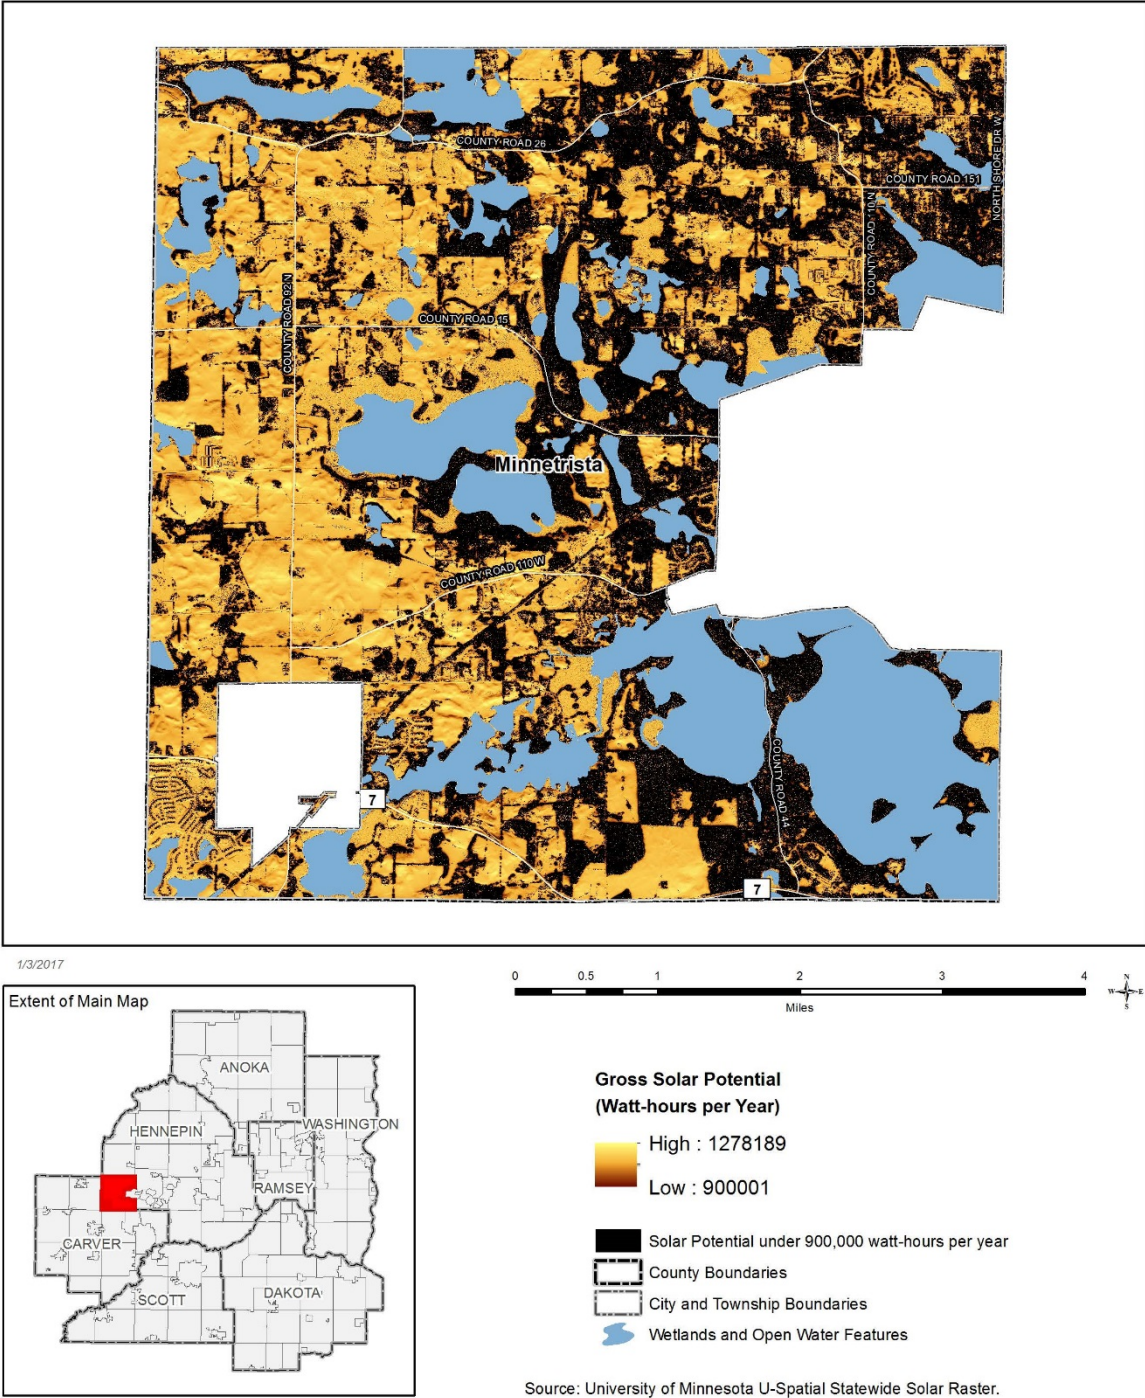 COUNTY ROAD 26
COUNTY ROAD 151
NORTH SHORE DR W
COUNTY ROAD 110 N
COUNTY ROAD 92 N
COUNTY ROAD 15
Minnetrista
COUNTY ROAD 110 W
COUNTY ROAD 44
7
7
1/3/2017
0 0.5 1 2 3 4
Miles
N
W E
S
Extent of Main Map
ANOKA
HENNEPIN
WASHINGTON
RAMSEY
CARVER
SCOTT
DAKOTA
Gross Solar Potential
(Watt-hours per Year)
High : 1278189
Low : 900001
Solar Potential under 900,000 watt-hours per year
County Boundaries
City and Township Boundaries
Wetlands and Open Water Features
Source: University of Minnesota U-Spatial Statewide Solar Raster.